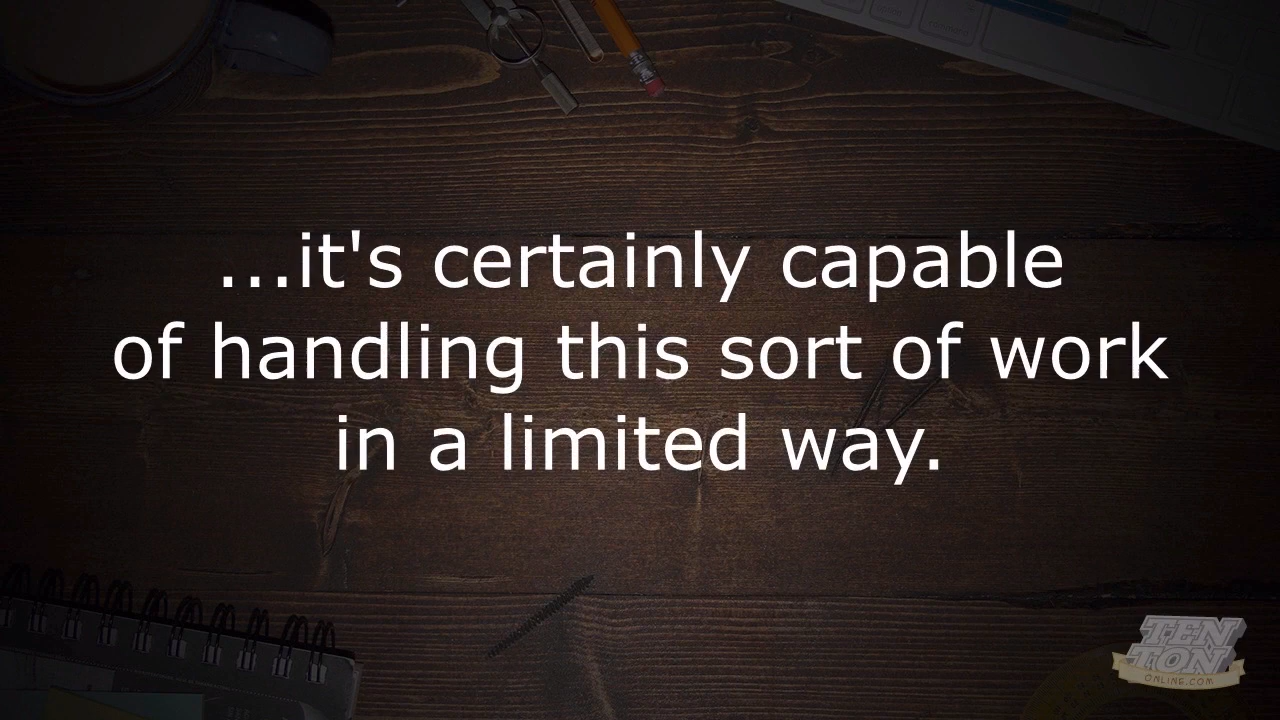 ...it's certainly capable
of handling this sort of work
in a limited way.
TEN
TON
ONLINE.COM